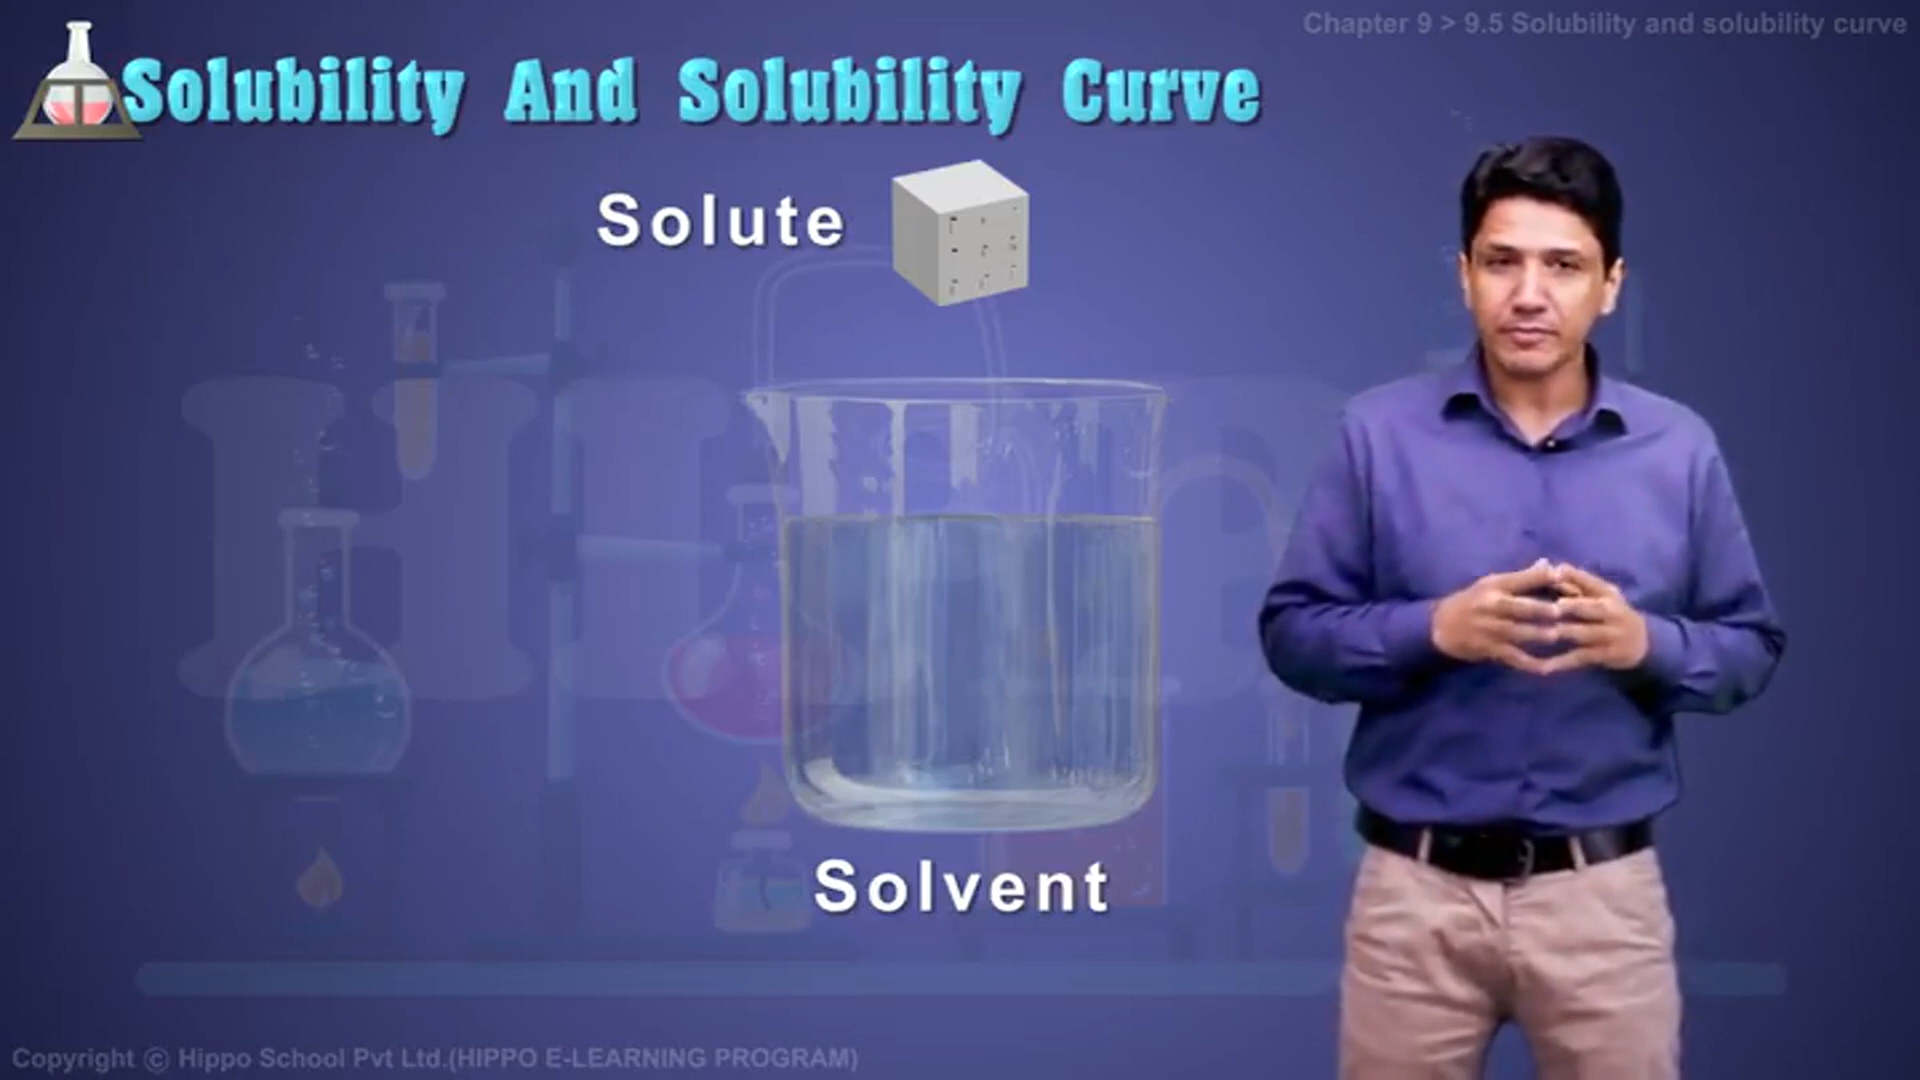 Chapter 9 > 9.5 Solubility and solubility curve
Solubility And Solubility Curve
Solute
Solvent
Copyright © Hippo School Pvt Ltd.(HIPPO E-LEARNING PROGRAM)